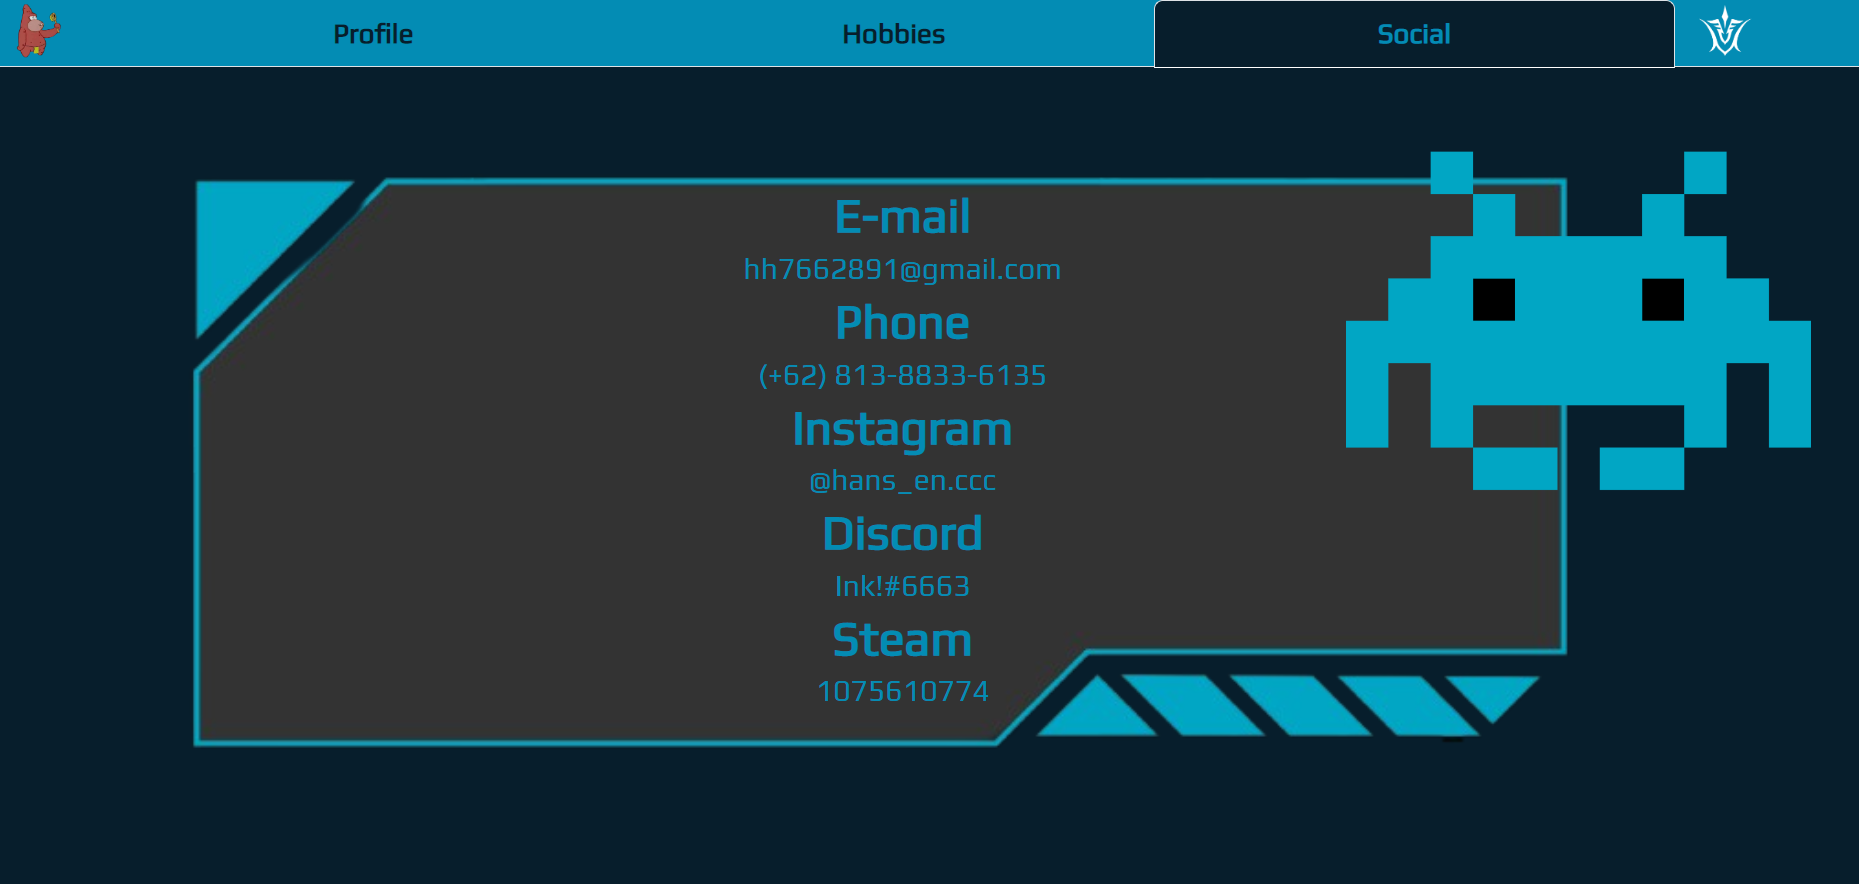 Profile
Hobbies
Social
E-mail
hh7662891@gmail.com
Phone
(+62) 813-8833-6135
Instagram
@hans_en.ccc
Discord
Ink!#6663
Steam
1075610774